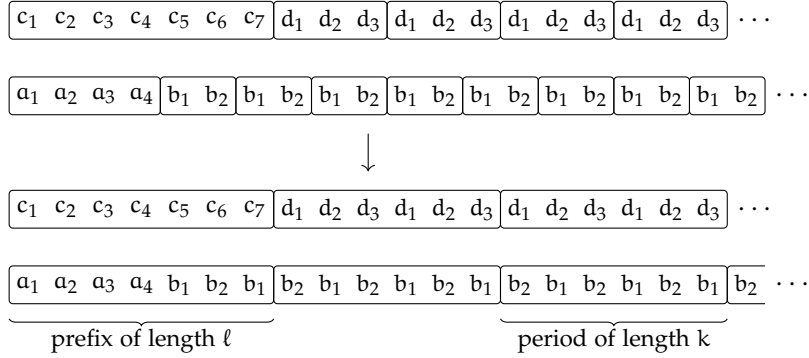 c₁ c₂ c₃ c₄ c₅ c₆ c₇ d₁ d₂ d₃ d₁ d₂ d₃ d₁ d₂ d₃ d₁ d₂ d₃ ⋯
a₁ a₂ a₃ a₄ b₁ b₂ b₁ b₂ b₁ b₂ b₁ b₂ b₁ b₂ b₁ b₂ b₁ b₂ b₁ b₂ ⋯
c₁ c₂ c₃ c₄ c₅ c₆ c₇ d₁ d₂ d₃ d₁ d₂ d₃ d₁ d₂ d₃ d₁ d₂ d₃ ⋯
a₁ a₂ a₃ a₄ b₁ b₂ b₁ b₂ b₁ b₂ b₁ b₂ b₁ b₂ b₁ b₂ b₁ b₂ b₁ b₂ ⋯
prefix of length ℓ period of length k